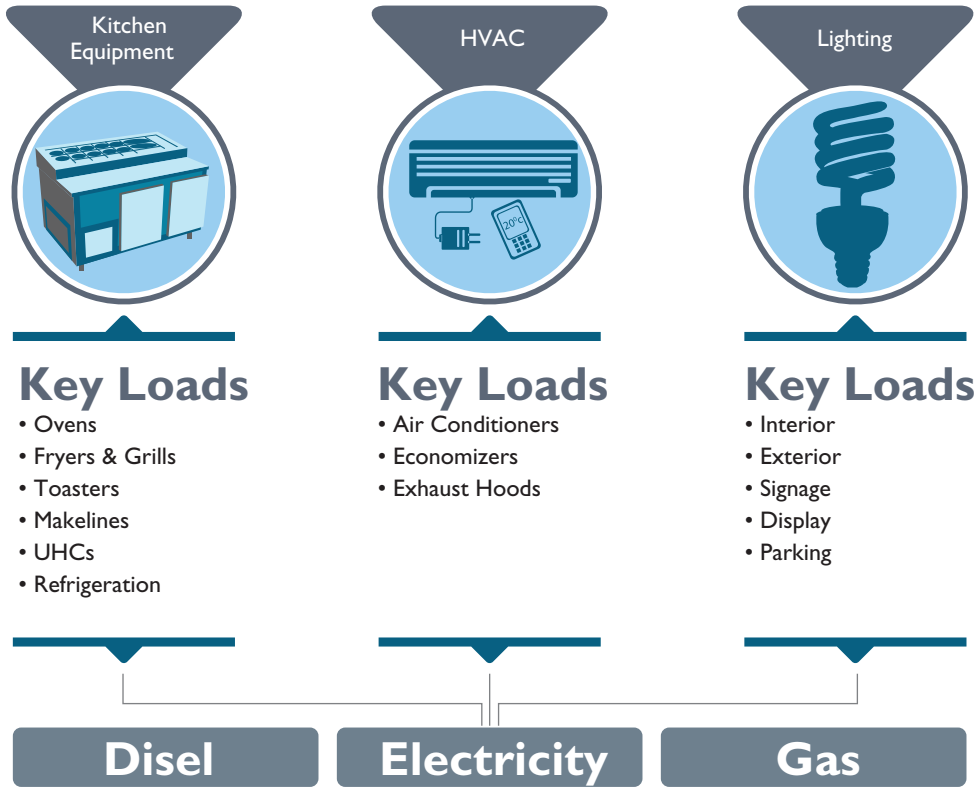 Kitchen
Equipment
HVAC
Lighting
20°c
Key Loads
• Ovens
• Fryers & Grills
• Toasters
• Makelines
• UHCs
• Refrigeration
Key Loads
• Air Conditioners
• Economizers
• Exhaust Hoods
Key Loads
• Interior
• Exterior
• Signage
• Display
• Parking
Disel
Electricity
Gas